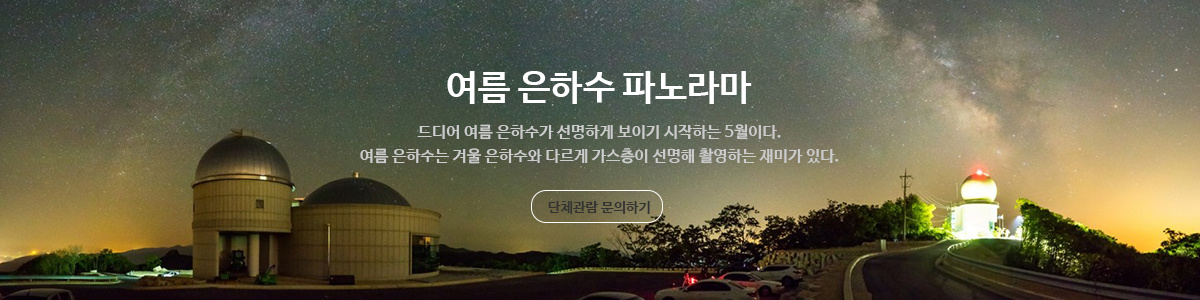 여름 은하수 파노라마
드디어 여름 은하수가 선명하게 보이기 시작하는 5월이다.
여름 은하수는 겨울 은하수와 다르게 가스층이 선명해 촬영하는 재미가 있다.
단체관람 문의하기